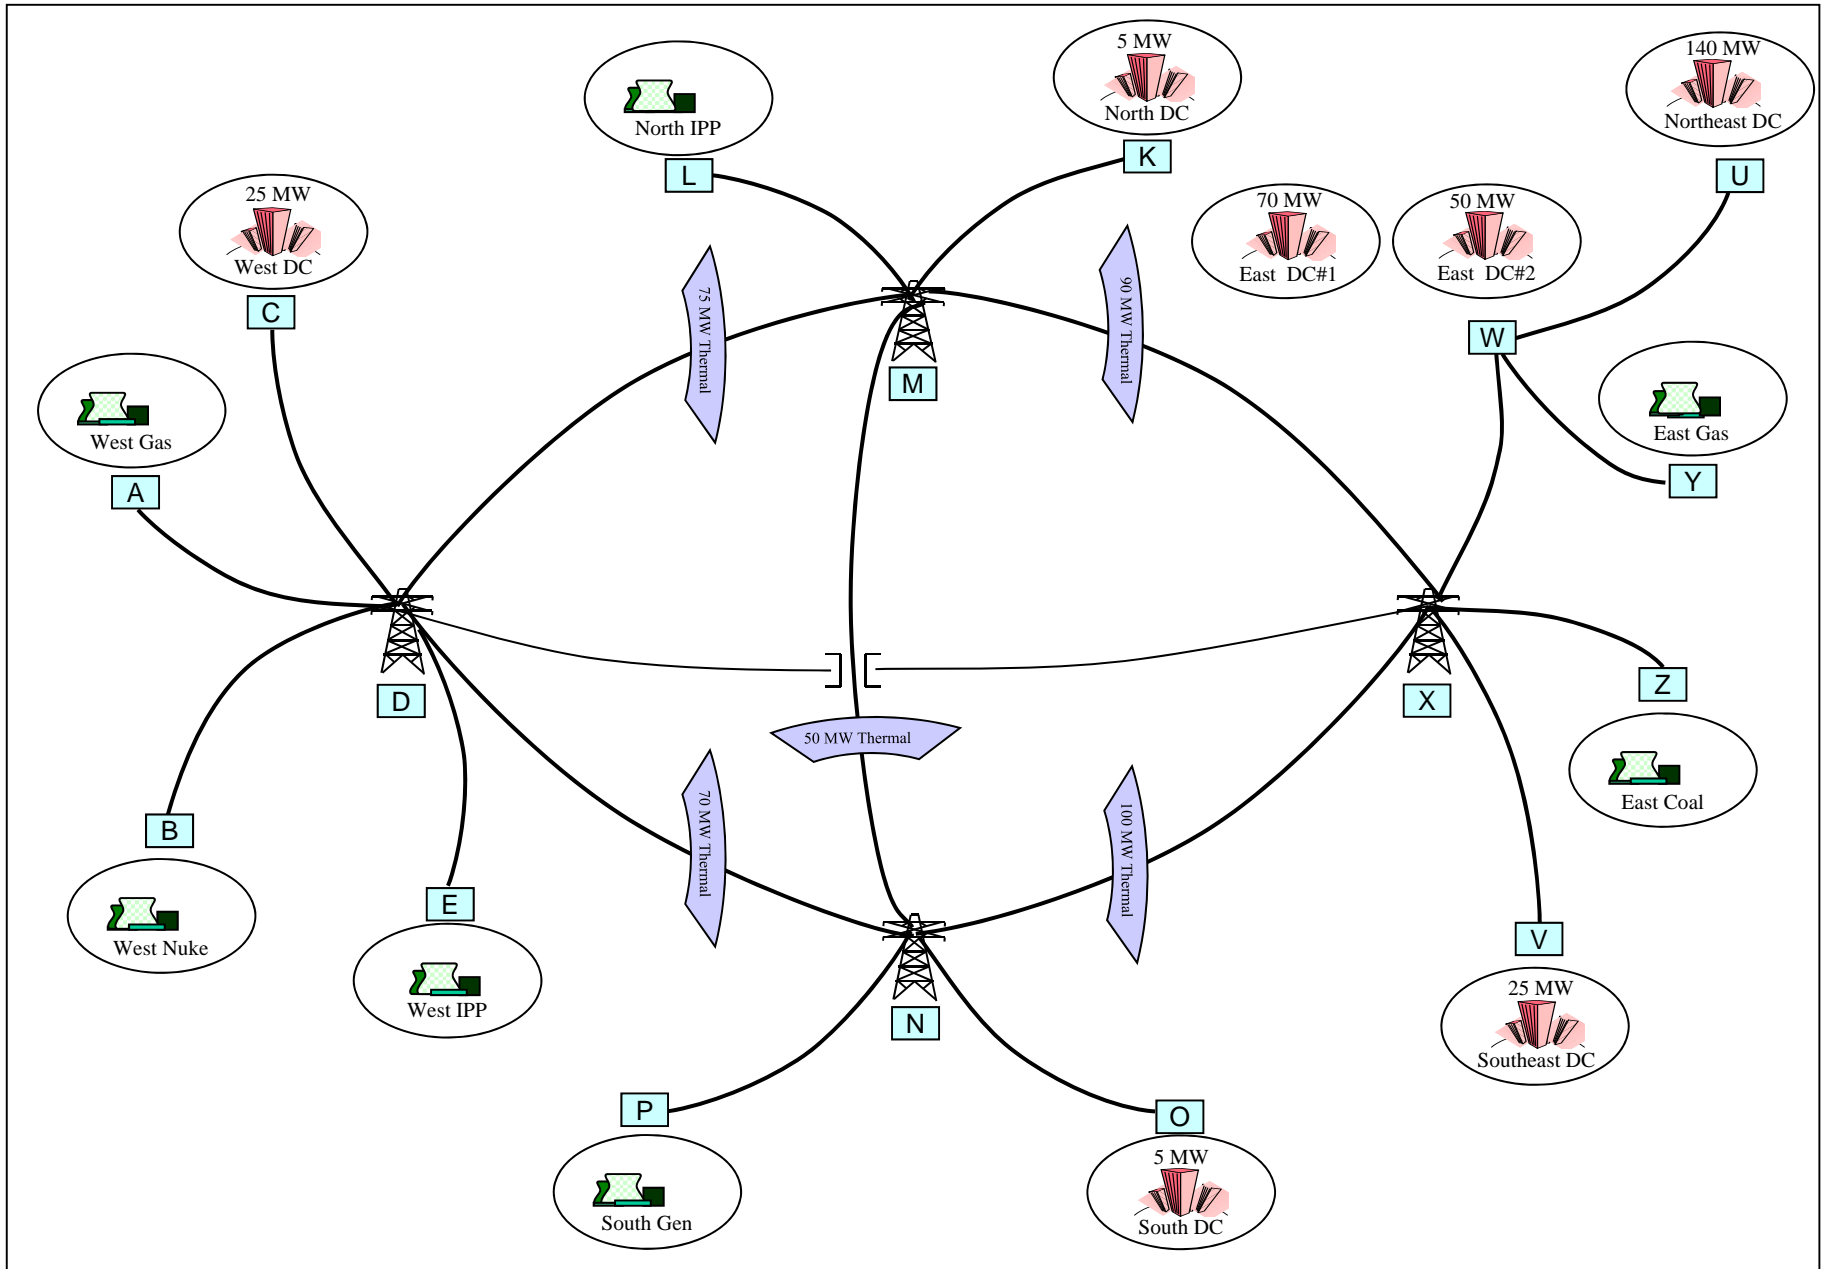 5 MW
North DC
K
140 MW
Northeast DC
U
North IPP
L
25 MW
West DC
C
70 MW
East DC#1
50 MW
East DC#2
W
75 MW Thermal
90 MW Thermal
M
West Gas
A
East Gas
Y
D
50 MW Thermal
X
Z
East Coal
B
West Nuke
70 MW Thermal
100 MW Thermal
E
West IPP
N
V
25 MW
Southeast DC
P
South Gen
O
5 MW
South DC